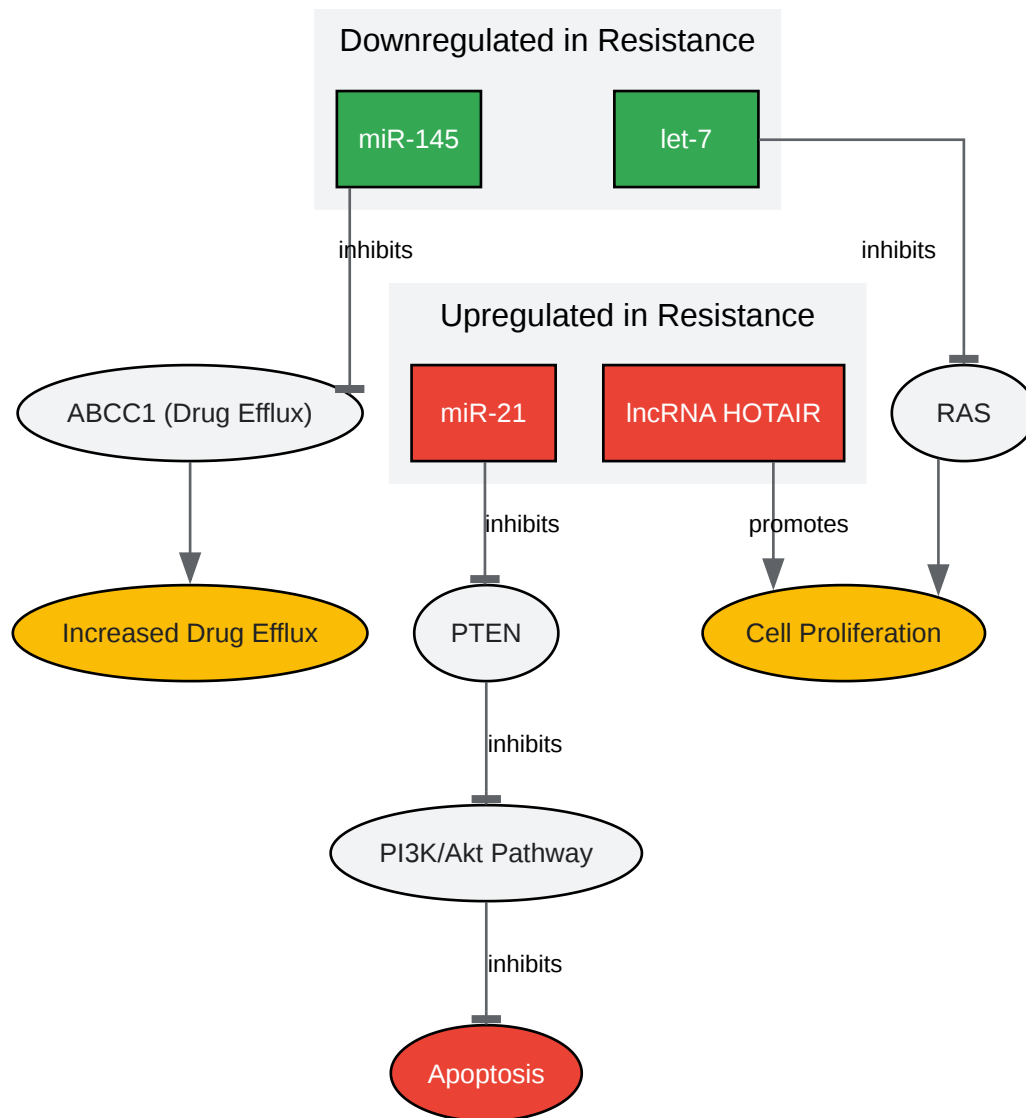 Downregulated in Resistance
miR-145
let-7
inhibits
inhibits
Upregulated in Resistance
miR-21
lncRNA HOTAIR
ABCC1 (Drug Efflux)
RAS
inhibits
promotes
Increased Drug Efflux
PTEN
Cell Proliferation
inhibits
PI3K/Akt Pathway
inhibits
Apoptosis